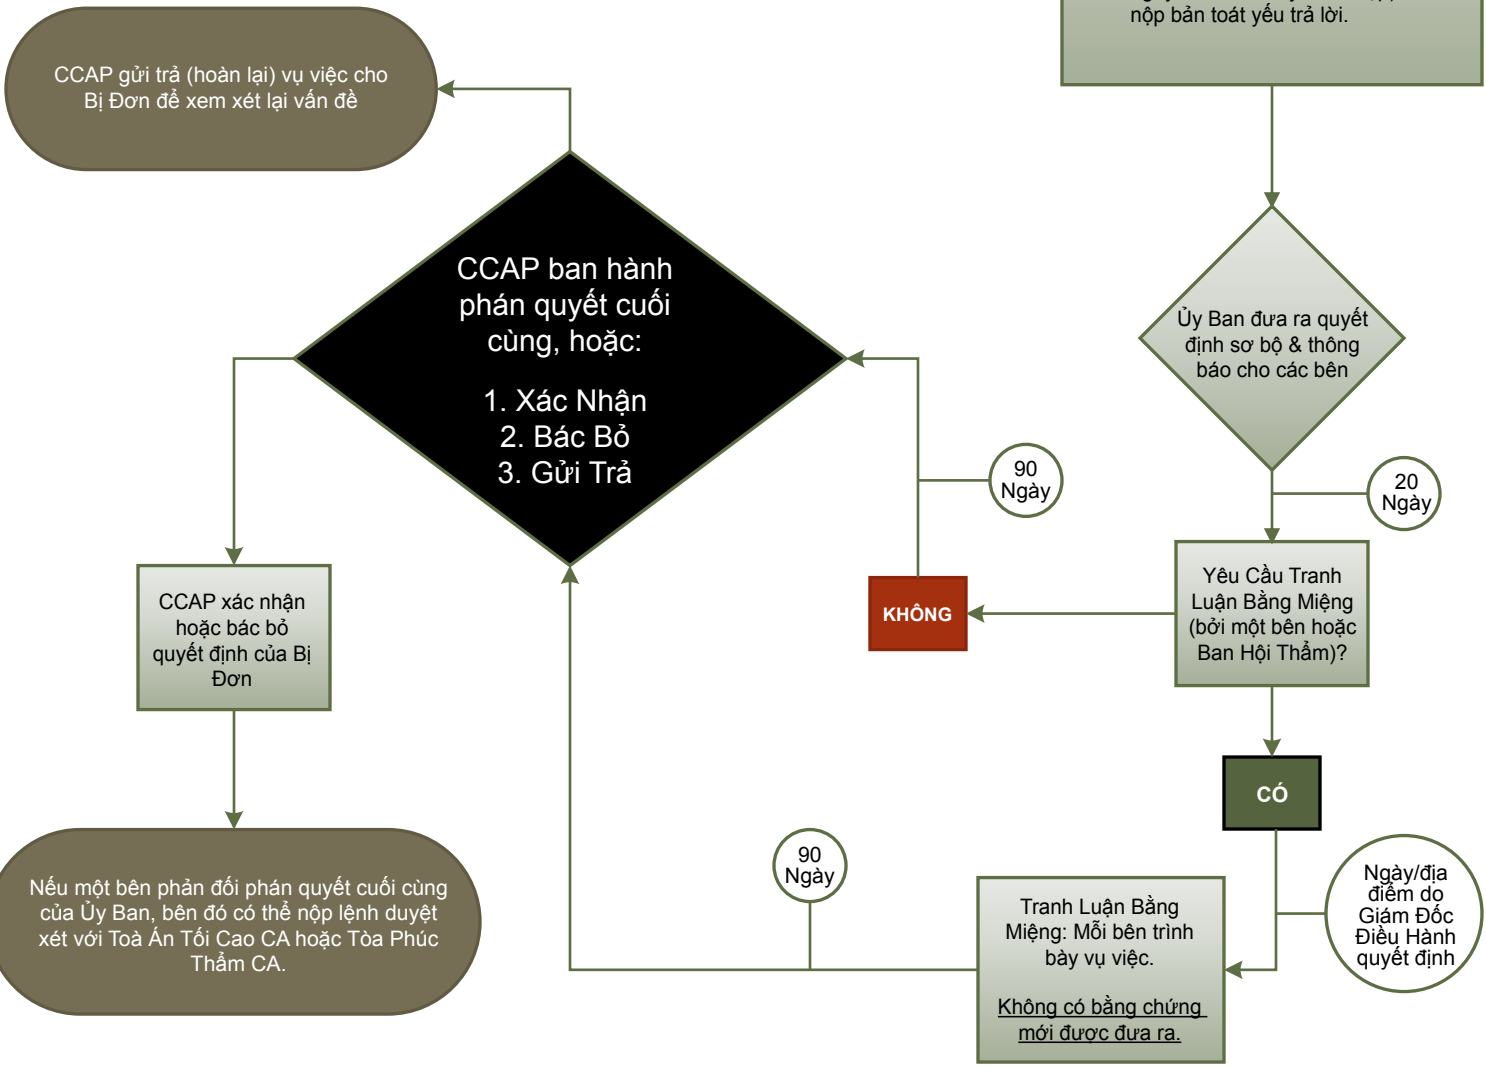 nộp bản toát yếu trả lời.
CCAP gửi trả (hoàn lại) vụ việc cho
Bị Đơn để xem xét lại vấn đề
CCAP ban hành
phán quyết cuối
cùng, hoặc:
1. Xác Nhận
2. Bác Bỏ
3. Gửi Trả
Ủy Ban đưa ra quyết
định sơ bộ & thông
báo cho các bên
90
Ngày
20
Ngày
Yêu Cầu Tranh
Luận Bằng Miệng
(bởi một bên hoặc
Ban Hội Thẩm)?
KHÔNG
CCAP xác nhận
hoặc bác bỏ
quyết định của Bị
Đơn
CÓ
90
Ngày
Ngày/địa
điểm do
Giám Đốc
Điều Hành
quyết định
Tranh Luận Bằng
Miệng: Mỗi bên trình
bày vụ việc.
Không có bằng chứng
mới được đưa ra.
Nếu một bên phản đối phán quyết cuối cùng
của Ủy Ban, bên đó có thể nộp lệnh duyệt
xét với Toà Án Tối Cao CA hoặc Tòa Phúc
Thẩm CA.